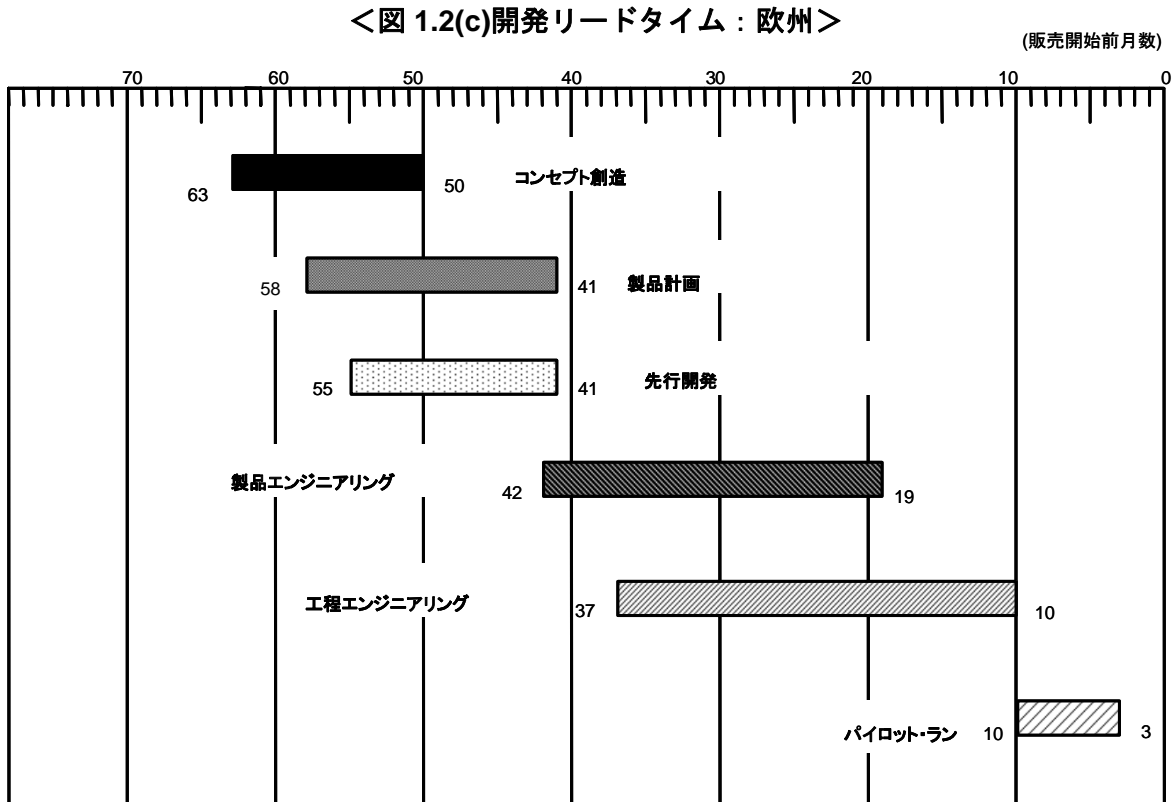 ＜図 1.2(c)開発リードタイム：欧州＞
(販売開始前月数)
70 60 50 40 30 20 10 0
63 50 コンセプト創造
58 41 製品計画
55 41 先行開発
製品エンジニアリング 42 19
工程エンジニアリング 37 10
パイロット・ラン 10 3